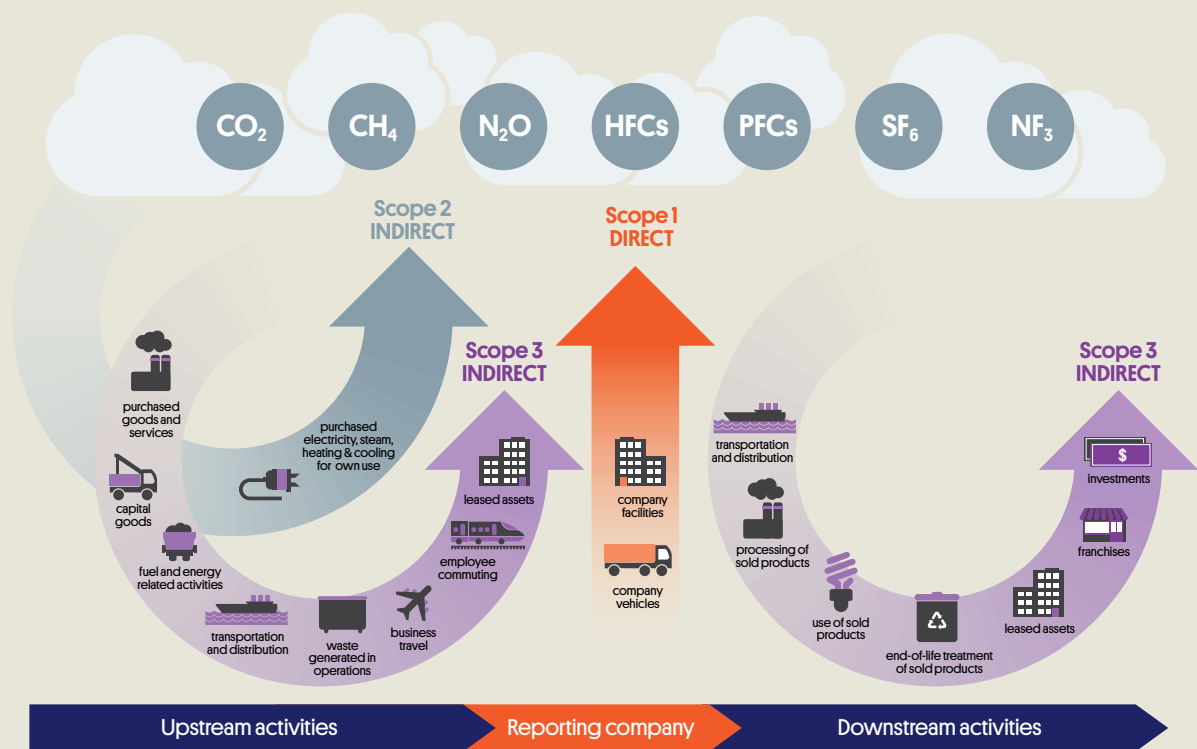 CO₂
CH₄
N₂O
HFCs
PFCs
SF₆
NF₃
Scope 2
INDIRECT
Scope 1
DIRECT
Scope 3
INDIRECT
Scope 3
INDIRECT
purchased
goods and
services
capital
goods
fuel and energy
related activities
transportation
and distribution
waste
generated in
operations
business
travel
employee
commuting
leased assets
purchased
electricity, steam,
heating & cooling
for own use
company
facilities
company
vehicles
transportation
and distribution
processing of
sold products
use of sold
products
end-of-life treatment
of sold products
leased assets
franchises
$
investments
Upstream activities
Reporting company
Downstream activities